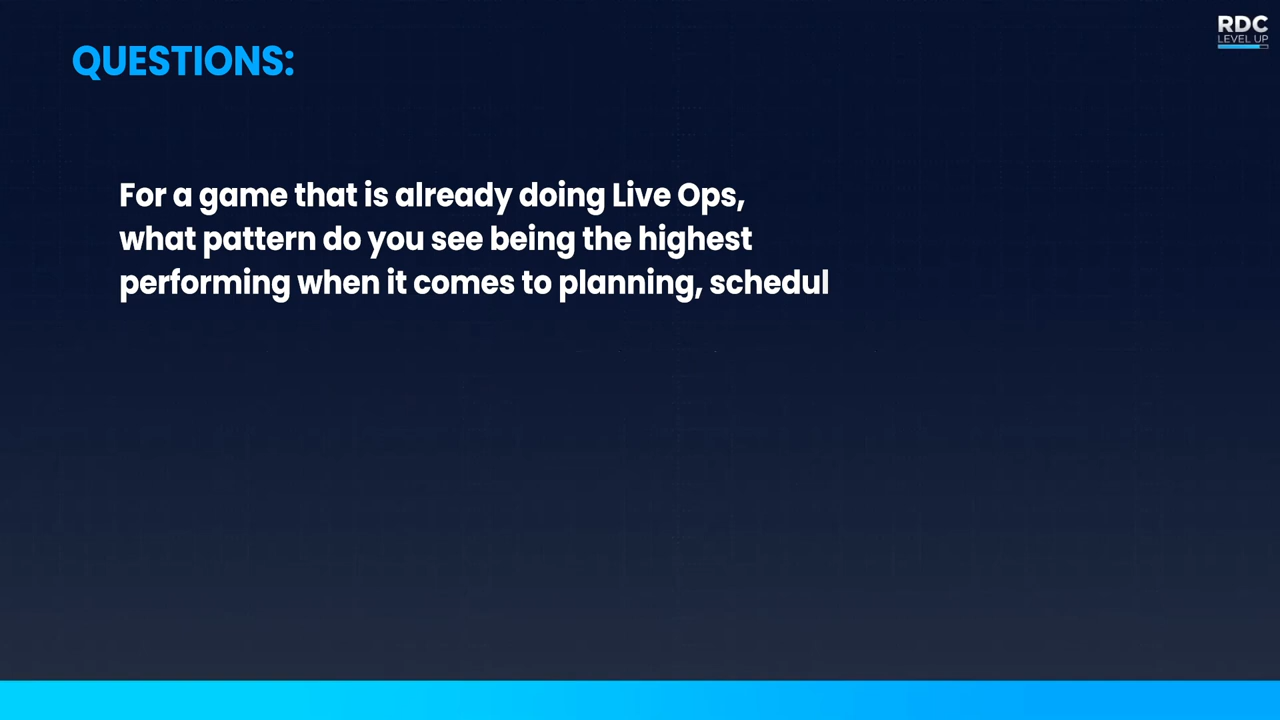 RDC
LEVEL UP
QUESTIONS:
For a game that is already doing Live Ops,
what pattern do you see being the highest
performing when it comes to planning, schedul